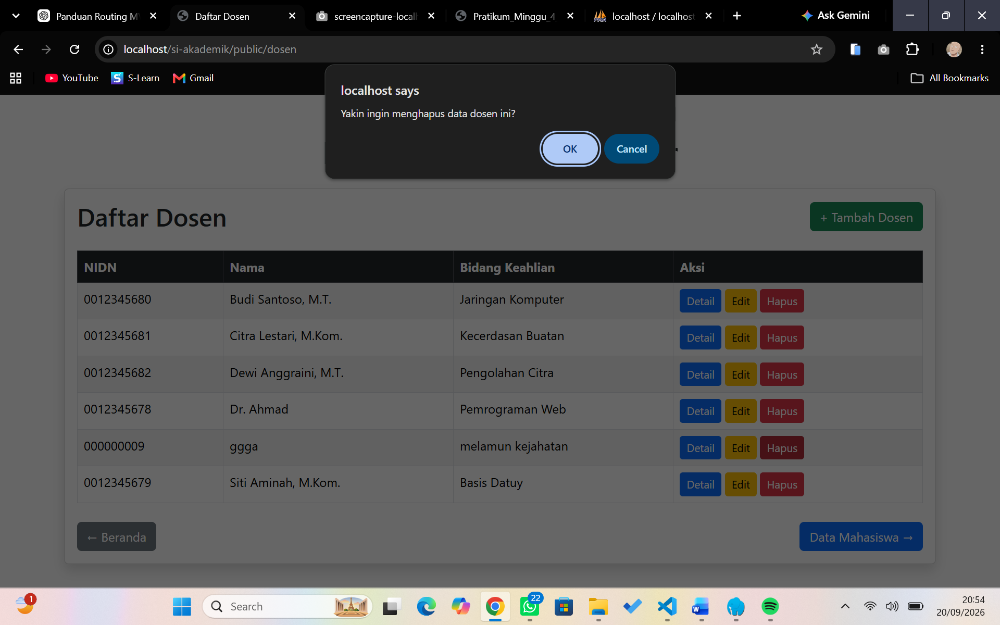 Panduan Routing M
Daftar Dosen
screencapture-local
Pratikum_Minggu_4_
localhost / localhost
Ask Gemini
localhost/si-akademik/public/dosen
YouTube
S-Learn
Gmail
All Bookmarks
localhost says
Yakin ingin menghapus data dosen ini?
OK
Cancel
Daftar Dosen
+ Tambah Dosen
NIDN Nama Bidang Keahlian Aksi
0012345680 Budi Santoso, M.T. Jaringan Komputer Detail Edit Hapus
0012345681 Citra Lestari, M.Kom. Kecerdasan Buatan Detail Edit Hapus
0012345682 Dewi Anggraini, M.T. Pengolahan Citra Detail Edit Hapus
0012345678 Dr. Ahmad Pemrograman Web Detail Edit Hapus
000000009 ggga melamun kejahatan Detail Edit Hapus
0012345679 Siti Aminah, M.Kom. Basis Datuy Detail Edit Hapus
← Beranda
Data Mahasiswa →
1
Search
22
20:54
20/09/2026